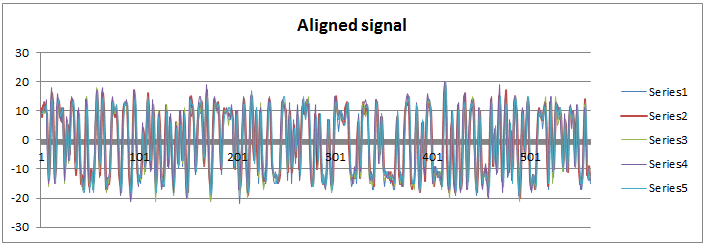 Aligned signal
30
20
10
0
-10
-20
-30
1 101 201 301 401 501
Series1
Series2
Series3
Series4
Series5